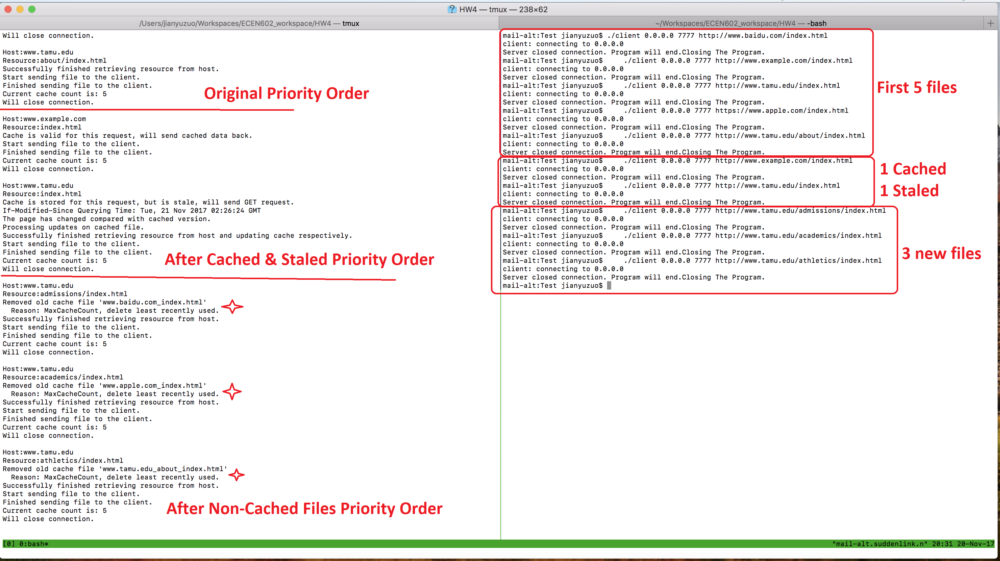 HW4 — tmux — 238×62
/Users/jianyuzuo/Workspaces/ECEN602_workspace/HW4 — tmux
~/Workspaces/ECEN602_workspace/HW4 — -bash
Will close connection.
Host:www.tamu.edu
Resource:about/index.html
Successfully finished retrieving resource from host.
Start sending file to the client.
Finished sending file to the client.
Current cache count is: 5
Will close connection.
Original Priority Order
Host:www.example.com
Resource:index.html
Cache is valid for this request, will send cached data back.
Start sending file to the client.
Finished sending file to the client.
Current cache count is: 5
Will close connection.
Host:www.tamu.edu
Resource:index.html
Cache is stored for this request, but is stale, will send GET request.
If-Modified-Since Querying Time: Tue, 21 Nov 2017 02:26:24 GMT
The page has changed compared with cached version.
Processing updates on cached file.
Successfully finished retrieving resource from host and updating cache respectively.
Start sending file to the client.
Finished sending file to the client.
Current cache count is: 5
Will close connection.
After Cached & Staled Priority Order
Host:www.tamu.edu
Resource:admissions/index.html
Removed old cache file 'www.baidu.com_index.html'
Reason: MaxCacheCount, delete least recently used.
Successfully finished retrieving resource from host.
Start sending file to the client.
Finished sending file to the client.
Current cache count is: 5
Will close connection.
Host:www.tamu.edu
Resource:academics/index.html
Removed old cache file 'www.apple.com_index.html'
Reason: MaxCacheCount, delete least recently used.
Successfully finished retrieving resource from host.
Start sending file to the client.
Finished sending file to the client.
Current cache count is: 5
Will close connection.
Host:www.tamu.edu
Resource:athletics/index.html
Removed old cache file 'www.tamu.edu_about_index.html'
Reason: MaxCacheCount, delete least recently used.
Successfully finished retrieving resource from host.
Start sending file to the client.
Finished sending file to the client.
Current cache count is: 5
Will close connection.
After Non-Cached Files Priority Order
mail-alt:Test jianyuzuo$ ./client 0.0.0.0 7777 http://www.baidu.com/index.html
client: connecting to 0.0.0.0
Server closed connection. Program will end.Closing The Program.
mail-alt:Test jianyuzuo$     ./client 0.0.0.0 7777 http://www.example.com/index.html
client: connecting to 0.0.0.0
Server closed connection. Program will end.Closing The Program.
mail-alt:Test jianyuzuo$     ./client 0.0.0.0 7777 http://www.tamu.edu/index.html
client: connecting to 0.0.0.0
Server closed connection. Program will end.Closing The Program.
mail-alt:Test jianyuzuo$     ./client 0.0.0.0 7777 https://www.apple.com/index.html
client: connecting to 0.0.0.0
Server closed connection. Program will end.Closing The Program.
mail-alt:Test jianyuzuo$     ./client 0.0.0.0 7777 http://www.tamu.edu/about/index.html
client: connecting to 0.0.0.0
Server closed connection. Program will end.Closing The Program.
First 5 files
mail-alt:Test jianyuzuo$     ./client 0.0.0.0 7777 http://www.example.com/index.html
client: connecting to 0.0.0.0
Server closed connection. Program will end.Closing The Program.
mail-alt:Test jianyuzuo$     ./client 0.0.0.0 7777 http://www.tamu.edu/index.html
client: connecting to 0.0.0.0
Server closed connection. Program will end.Closing The Program.
1 Cached
1 Staled
mail-alt:Test jianyuzuo$     ./client 0.0.0.0 7777 http://www.tamu.edu/admissions/index.html
client: connecting to 0.0.0.0
Server closed connection. Program will end.Closing The Program.
mail-alt:Test jianyuzuo$     ./client 0.0.0.0 7777 http://www.tamu.edu/academics/index.html
client: connecting to 0.0.0.0
Server closed connection. Program will end.Closing The Program.
mail-alt:Test jianyuzuo$     ./client 0.0.0.0 7777 http://www.tamu.edu/athletics/index.html
client: connecting to 0.0.0.0
Server closed connection. Program will end.Closing The Program.
mail-alt:Test jianyuzuo$
3 new files
[0] 0:bash*
"mail-alt.suddenlink.n" 20:31 20-Nov-17